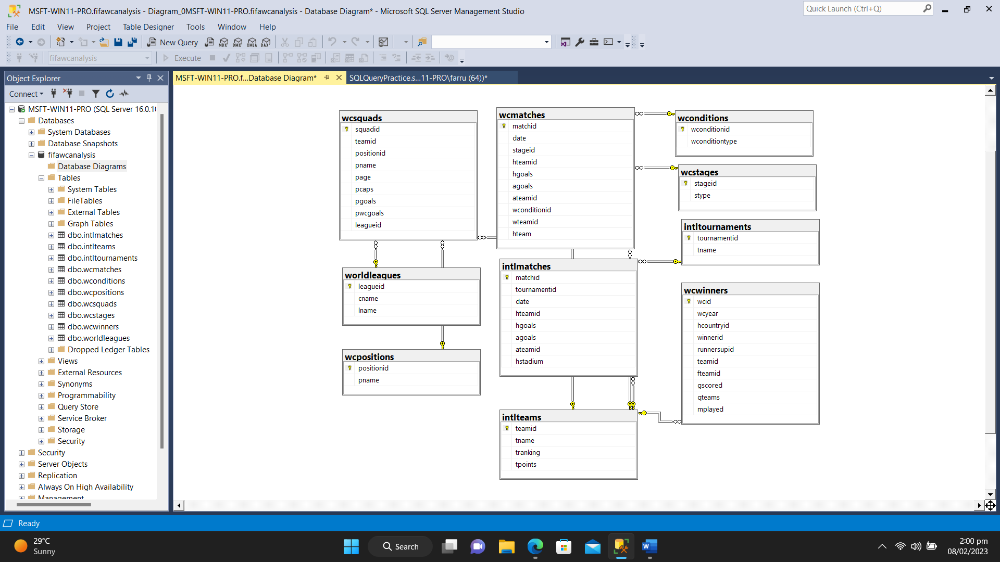 MSFT-WIN11-PRO.fifawcanalysis - Diagram_0MSFT-WIN11-PRO.fifawcanalysis - Database Diagram* - Microsoft SQL Server Management Studio
Quick Launch (Ctrl+Q)
File Edit View Project Table Designer Tools Window Help
New Query
MDX DMX XMLA DAX
fifawcanalysis
Execute
Object Explorer
Connect
MSFT-WIN11-PRO (SQL Server 16.0.10
Databases
System Databases
Database Snapshots
fifawcanalysis
Database Diagrams
Tables
System Tables
FileTables
External Tables
Graph Tables
dbo.intlmatches
dbo.intlteams
dbo.intltournaments
dbo.wcmatches
dbo.wconditions
dbo.wcpositions
dbo.wcsquads
dbo.wcstages
dbo.wcwinners
dbo.worldleagues
Dropped Ledger Tables
Views
External Resources
Synonyms
Programmability
Query Store
Service Broker
Storage
Security
Security
Server Objects
Replication
Always On High Availability
Management
MSFT-WIN11-PRO.f...Database Diagram*
SQLQueryPractice.s...11-PRO\farru (64))*
wcsquads
squadid
teamid
positionid
pname
page
pcaps
pgoals
pwcgoals
leagueid
worldleagues
leagueid
cname
lname
wcpositions
positionid
pname
wcmatches
matchid
date
stageid
hteamid
hgoals
agoals
ateamid
wconditionid
wteamid
hteam
intlmatches
matchid
tournamentid
date
hteamid
hgoals
agoals
ateamid
hstadium
intlteams
teamid
tname
tranking
tpoints
wconditions
wconditionid
wconditiontype
wcstages
stageid
stype
intltournaments
tournamentid
tname
wcwinners
wcid
wcyear
hcountryid
winnerid
runnersupid
teamid
fteamid
gscored
qteams
mplayed
Ready
29°C
Sunny
Search
2:00 pm
08/02/2023